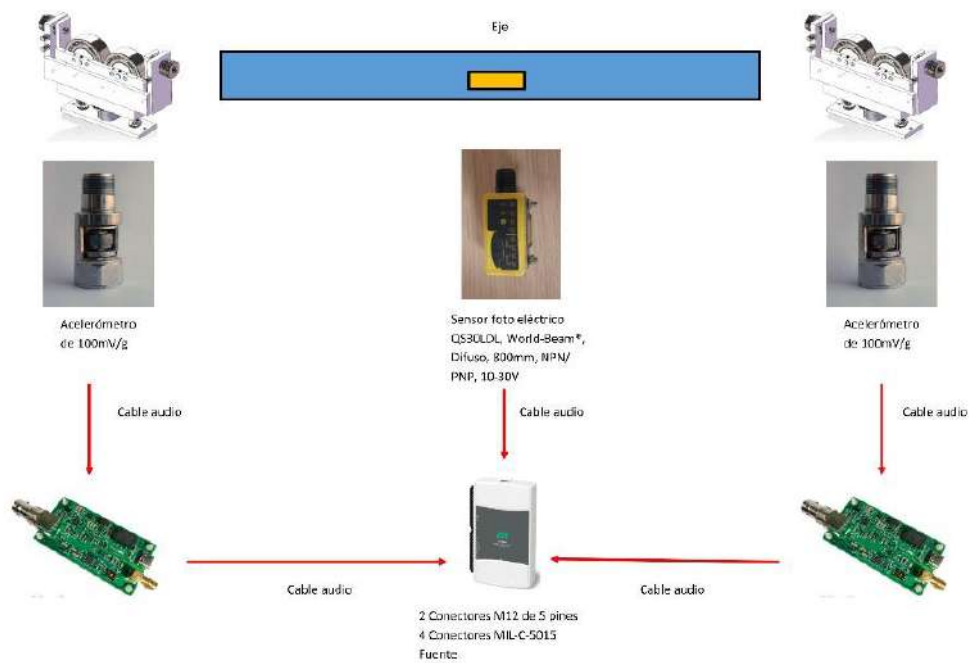 Eje
Acelerómetro
de 100mV/g
Sensor foto eléctrico
QS30LDL, World-Beam®,
Difuso, 800mm, NPN/
PNP, 10-30V
Acelerómetro
de 100mV/g
Cable audio
Cable audio
Cable audio
Cable audio
Cable audio
2 Conectores M12 de 5 pines
4 Conectores MIL-C-5015
Fuente